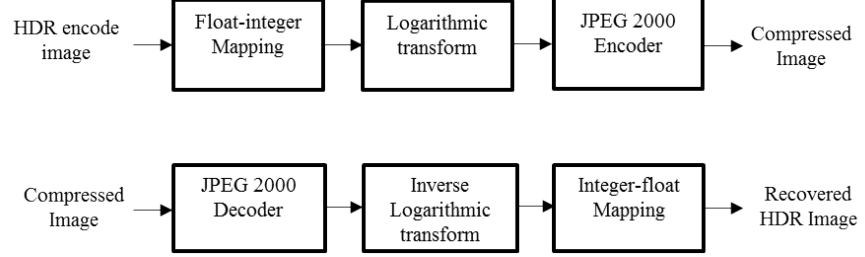 HDR encode
image
Float-integer
Mapping
Logarithmic
transform
JPEG 2000
Encoder
Compressed
Image
Compressed
Image
JPEG 2000
Decoder
Inverse
Logarithmic
transform
Integer-float
Mapping
Recovered
HDR Image